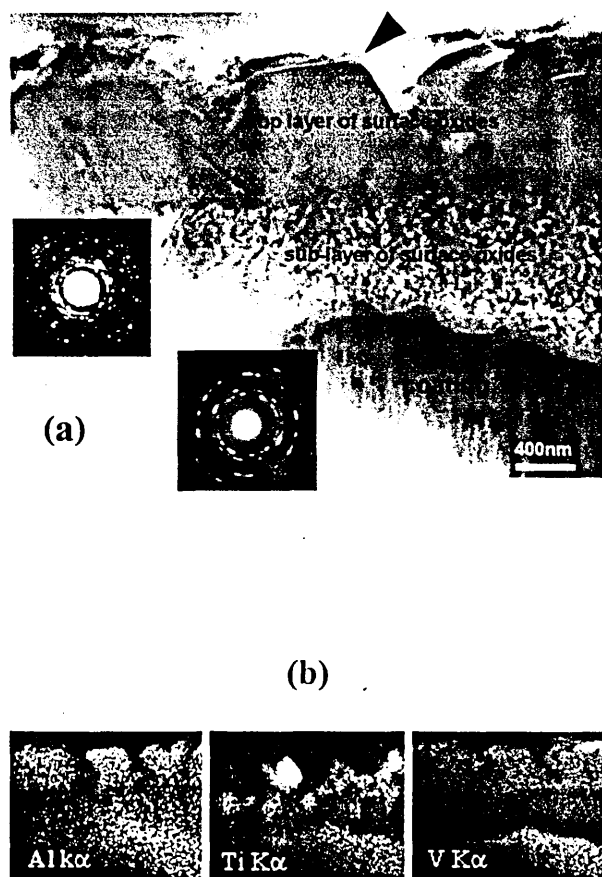 top layer of surface oxides
sub-layer of surface oxides
(a)
400nm
(b)
Al kα
Ti Kα
V Kα